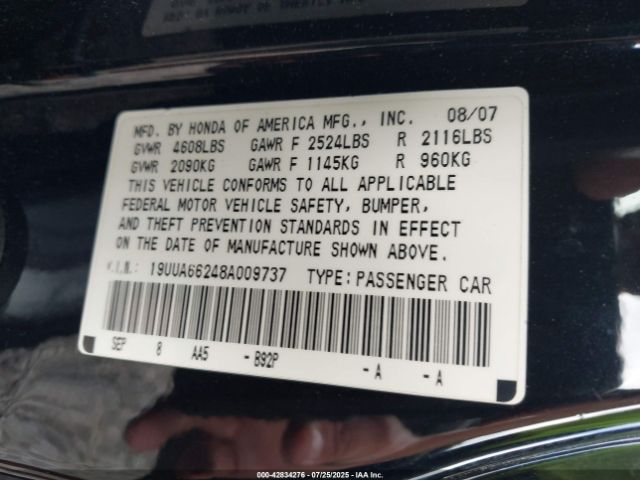 MFD. BY HONDA OF AMERICA MFG., INC. 08/07
GVWR 4608LBS GAWR F 2524LBS R 2116LBS
GVWR 2090KG GAWR F 1145KG R 960KG
THIS VEHICLE CONFORMS TO ALL APPLICABLE
FEDERAL MOTOR VEHICLE SAFETY, BUMPER,
AND THEFT PREVENTION STANDARDS IN EFFECT
ON THE DATE OF MANUFACTURE SHOWN ABOVE.
V.I.N.: 19UUA66248A009737 TYPE:PASSENGER CAR
SEP 8 AA5 -B92P -A -A
000-42834276 - 07/25/2025 - IAA Inc.